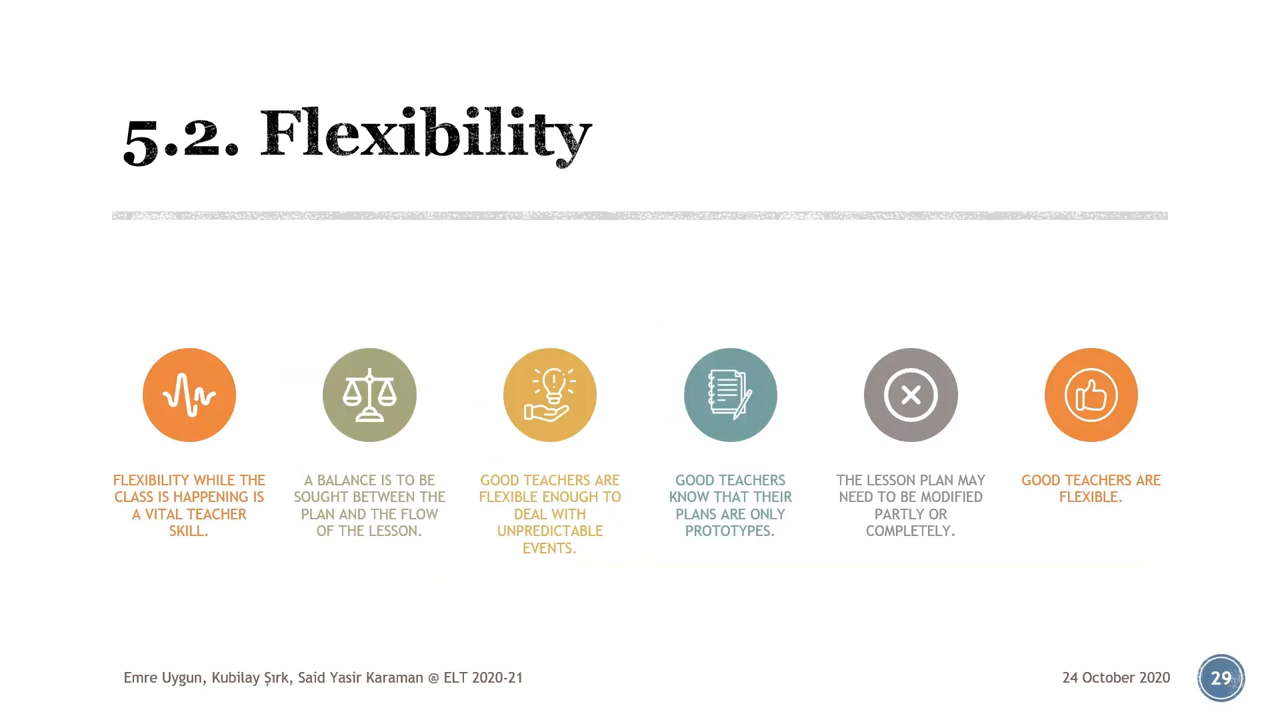 5.2. Flexibility
FLEXIBILITY WHILE THE
CLASS IS HAPPENING IS
A VITAL TEACHER
SKILL.
A BALANCE IS TO BE
SOUGHT BETWEEN THE
PLAN AND THE FLOW
OF THE LESSON.
GOOD TEACHERS ARE
FLEXIBLE ENOUGH TO
DEAL WITH
UNPREDICTABLE
EVENTS.
GOOD TEACHERS
KNOW THAT THEIR
PLANS ARE ONLY
PROTOTYPES.
THE LESSON PLAN MAY
NEED TO BE MODIFIED
PARTLY OR
COMPLETELY.
GOOD TEACHERS ARE
FLEXIBLE.
Emre Uygun, Kubilay Şırk, Said Yasir Karaman @ ELT 2020-21
24 October 2020
29